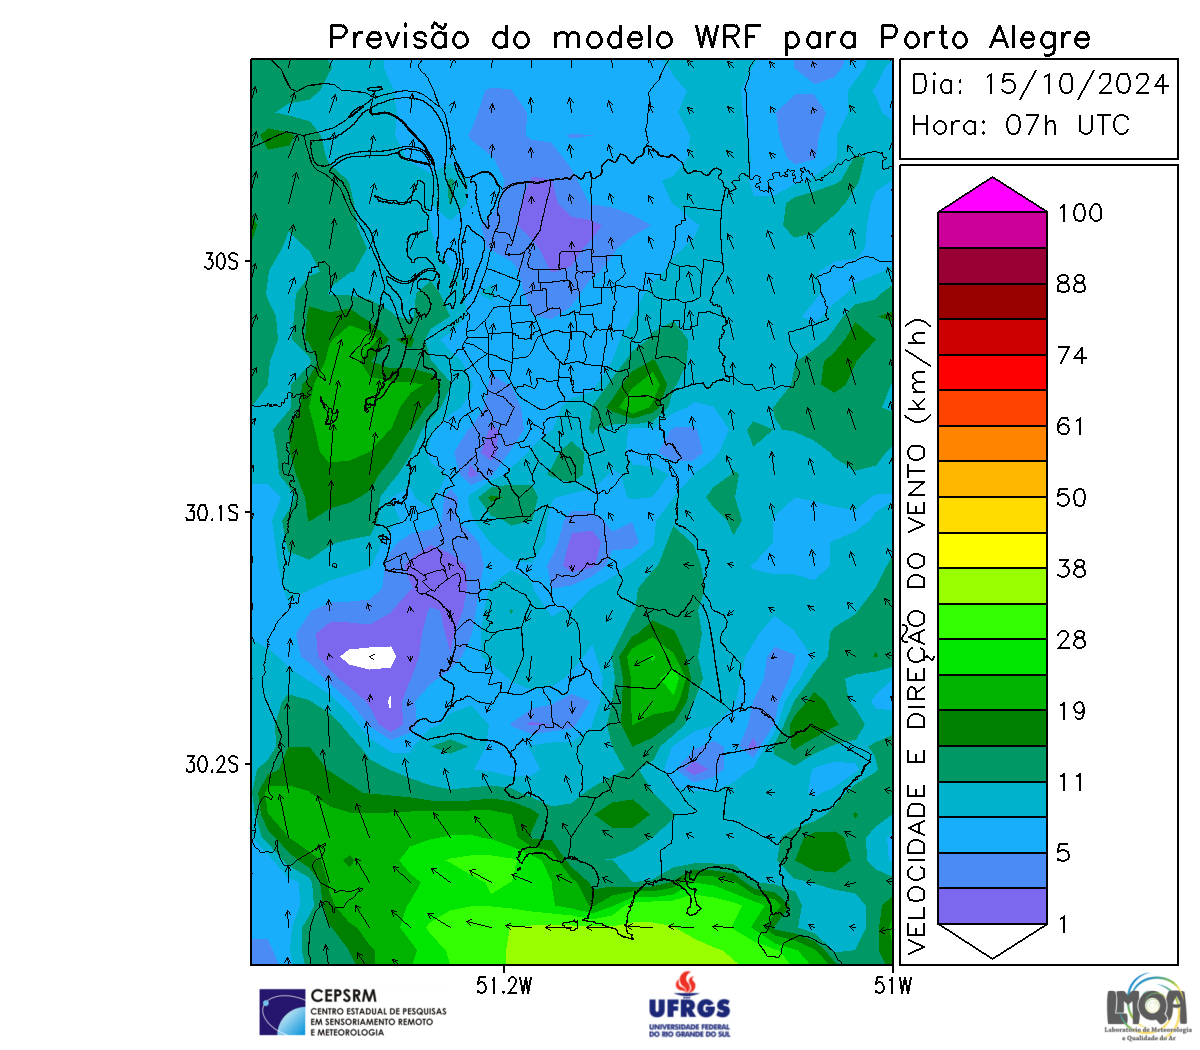 Previsão do modelo WRF para Porto Alegre
Dia: 15/10/2024
Hora: 07h UTC
VELOCIDADE E DIREÇÃO DO VENTO (km/h)
100
88
74
61
50
38
28
19
11
5
1
30S
30.1S
30.2S
51.2W
51W
CEPSRM
CENTRO ESTADUAL DE PESQUISAS
EM SENSORIAMENTO REMOTO
E METEOROLOGIA
UFRGS
UNIVERSIDADE FEDERAL
DO RIO GRANDE DO SUL
LMQA
Laboratório de Meteorologia
e Qualidade do Ar